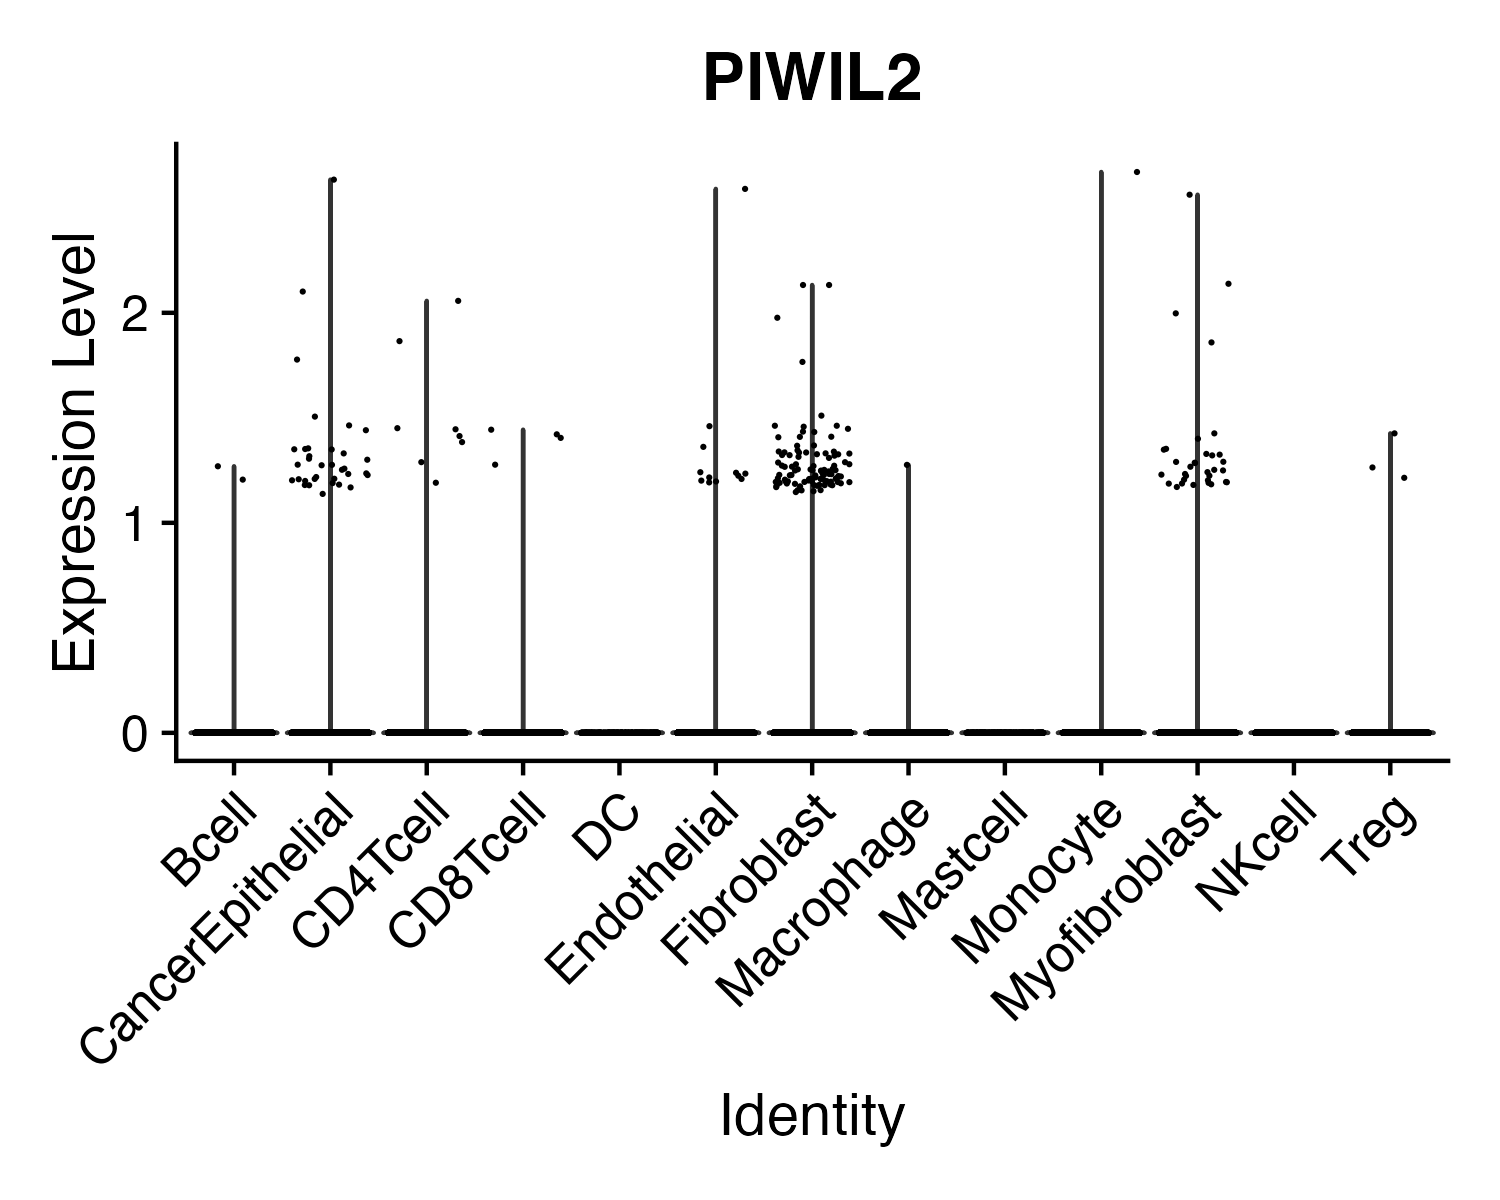 PIWIL2
Expression Level
2
1
0
Bcell
CancerEpithelial
CD4Tcell
CD8Tcell
DC
Endothelial
Fibroblast
Macrophage
Mastcell
Monocyte
Myofibroblast
NKcell
Treg
Identity